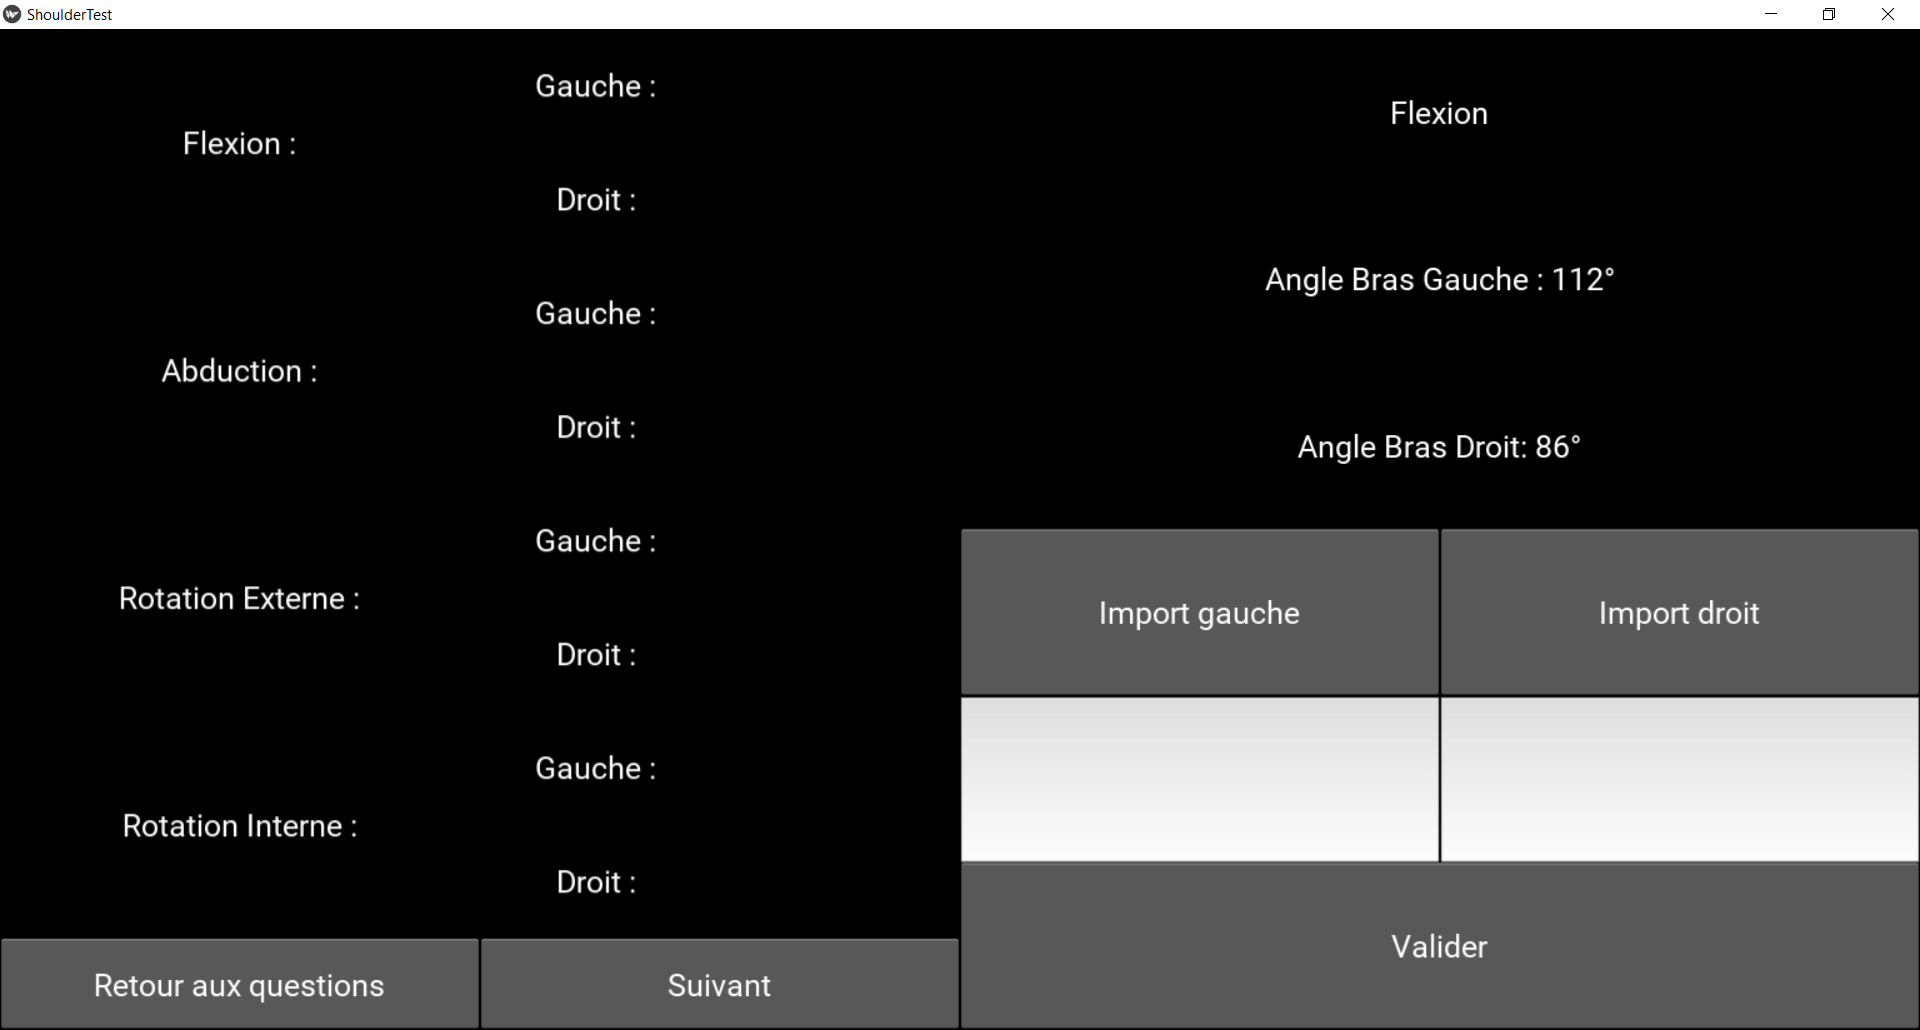 ShoulderTest
Flexion :
Gauche :
Droit :
Abduction :
Gauche :
Droit :
Rotation Externe :
Gauche :
Droit :
Rotation Interne :
Gauche :
Droit :
Retour aux questions
Suivant
Flexion
Angle Bras Gauche : 112°
Angle Bras Droit: 86°
Import gauche
Import droit
Valider